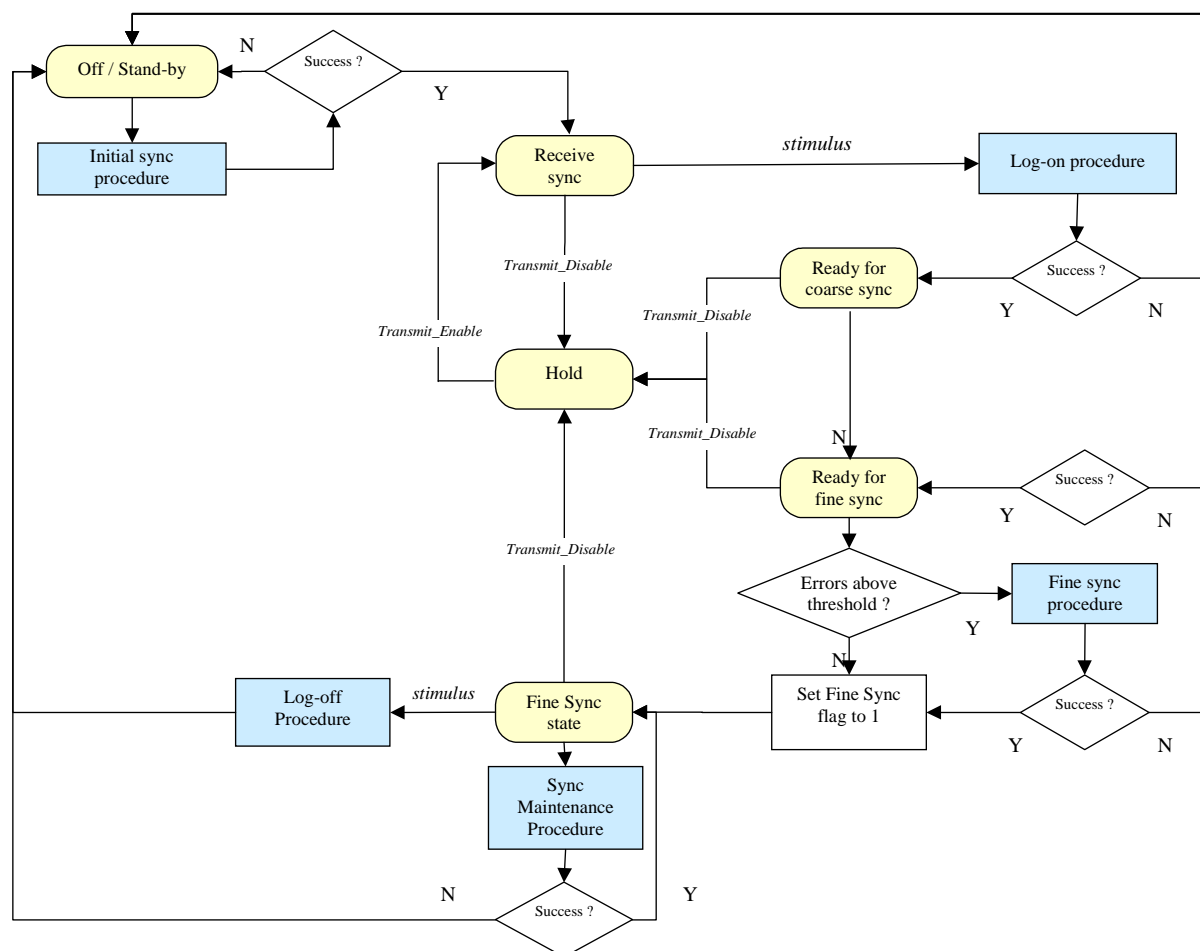 N
Success ?
Off / Stand-by
Y
Initial sync
procedure
Receive
sync
stimulus
Log-on procedure
Transmit_Disable
Ready for
coarse sync
Success ?
Y
N
Transmit_Disable
Transmit_Enable
Hold
Transmit_Disable
N
Ready for
fine sync
Success ?
Y
N
Transmit_Disable
Errors above
threshold ?
Y
Fine sync
procedure
N
Log-off
Procedure
stimulus
Fine Sync
state
Set Fine Sync
flag to 1
Success ?
Y
N
Sync
Maintenance
Procedure
N
Y
Success ?